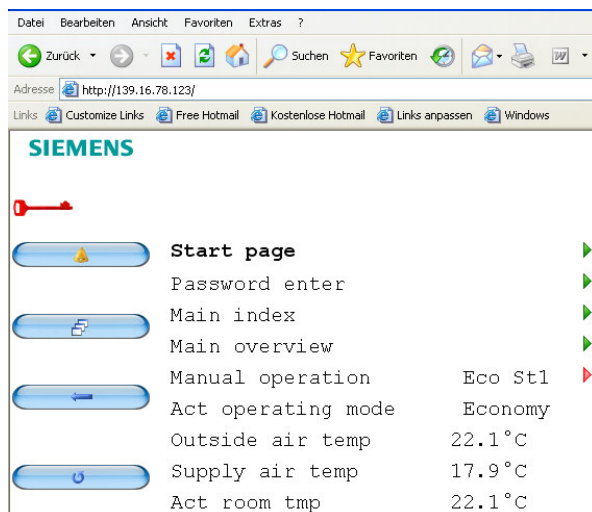 Datei Bearbeiten Ansicht Favoriten Extras ?
Zurück Suchen Favoriten
Adresse http://139.16.78.123/
Links Customize Links Free Hotmail Kostenlose Hotmail Links anpassen Windows
SIEMENS
Start page
Password enter
Main index
Main overview
Manual operation Eco St1
Act operating mode Economy
Outside air temp 22.1°C
Supply air temp 17.9°C
Act room tmp 22.1°C